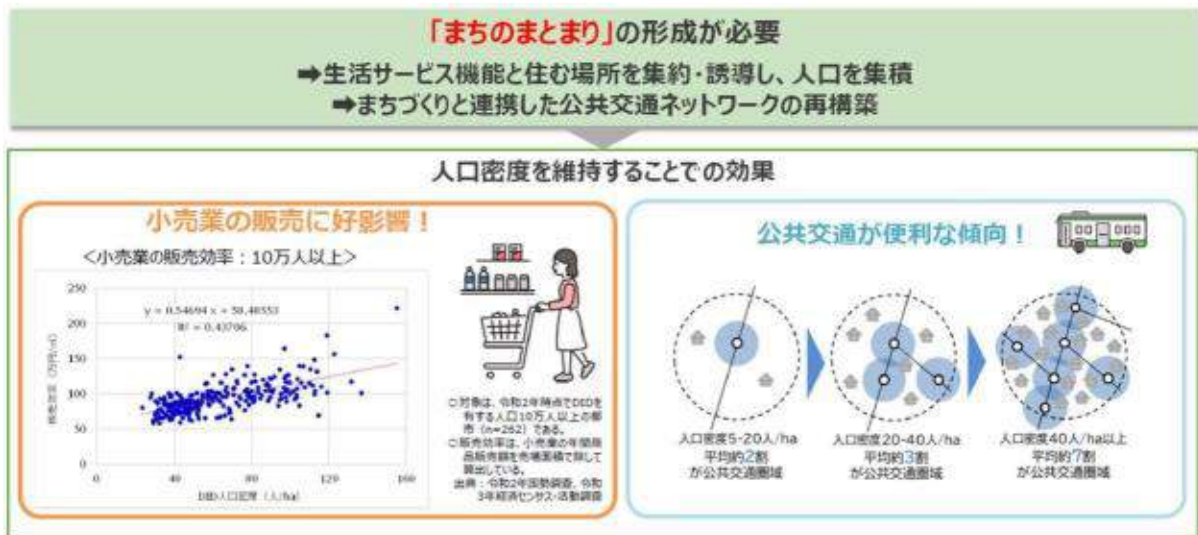 「まちのまとまり」の形成が必要
➡生活サービス機能と住む場所を集約・誘導し、人口を集積
➡まちづくりと連携した公共交通ネットワークの再構築
人口密度を維持することでの効果
小売業の販売に好影響！
＜小売業の販売効率：10万人以上＞
250
200
150
100
50
0
0
40
80
120
160
DID人口密度（人/ha）
○対象は、令和2年時点でDIDを
有する人口10万人以上の都
市（n=262）である。
○販売効率は、小売業の年間商
品販売額を売場面積で除して
算出している。
出典：令和2年国勢調査、令和
3年経済センサス‐活動調査
公共交通が便利な傾向！
人口密度5-20人/ha
平均約2割
が公共交通圏域
人口密度20-40人/ha
平均約3割
が公共交通圏域
人口密度40人/ha以上
平均約7割
が公共交通圏域